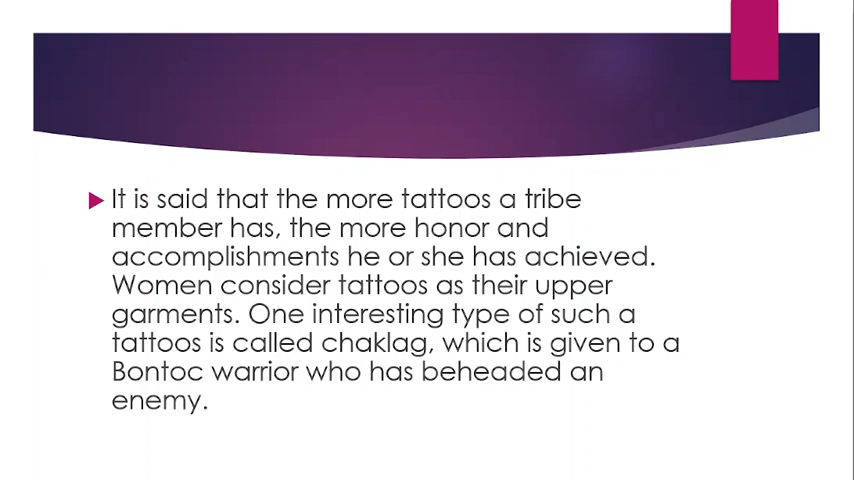 It is said that the more tattoos a tribe
member has, the more honor and
accomplishments he or she has achieved.
Women consider tattoos as their upper
garments. One interesting type of such a
tattoos is called chaklag, which is given to a
Bontoc warrior who has beheaded an
enemy.